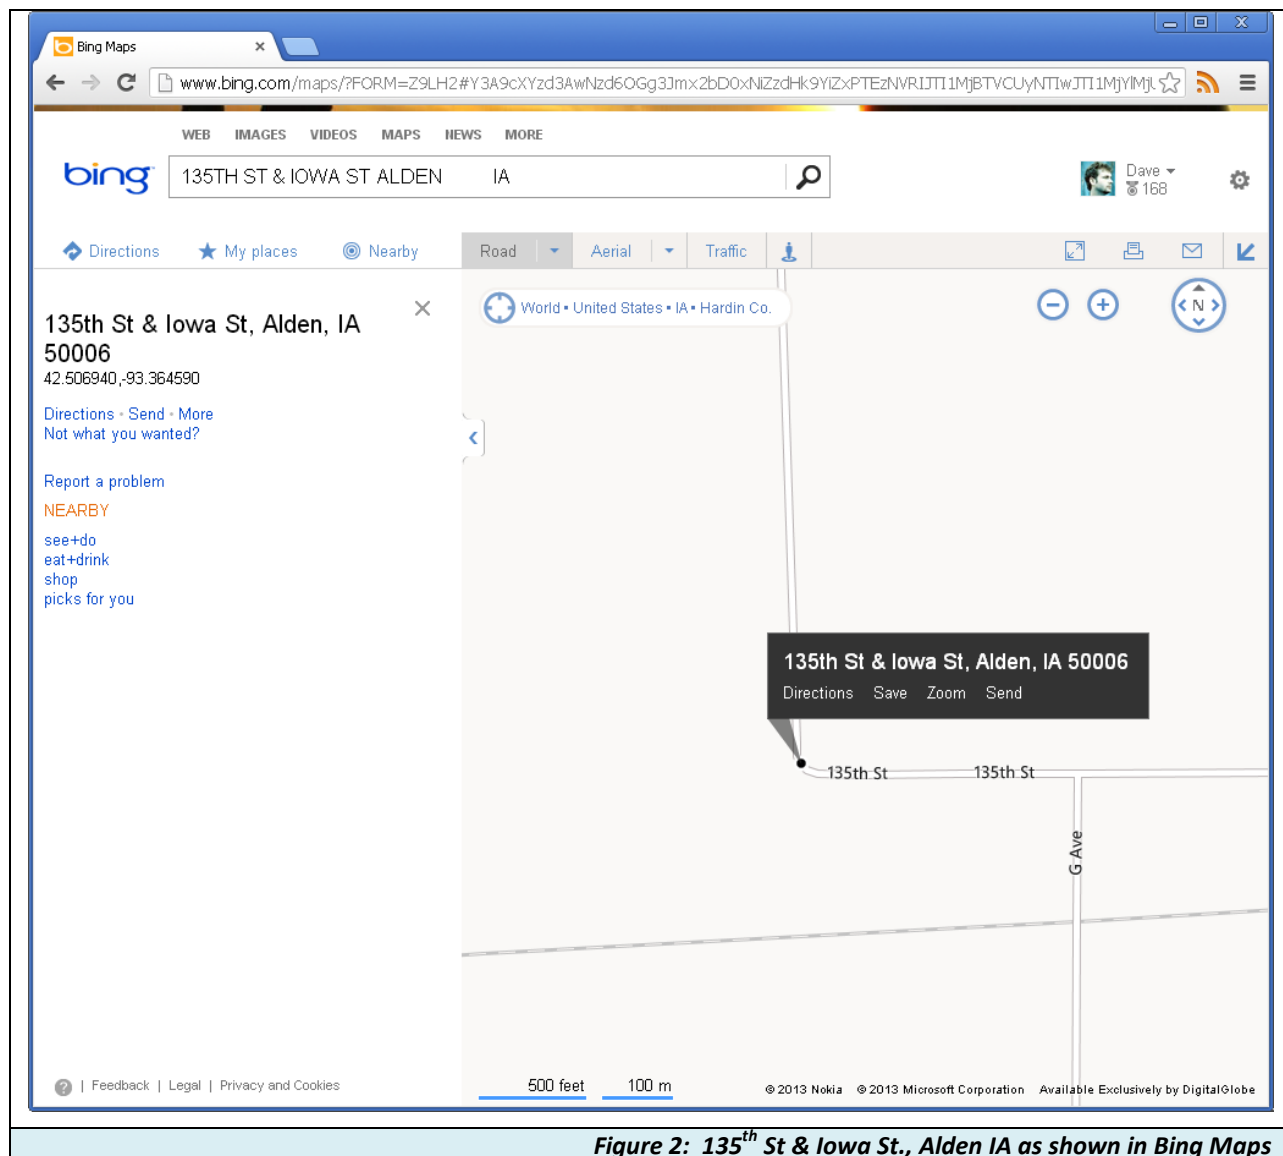 Bing Maps
www.bing.com/maps/?FORM=Z9LH2#Y3A9cXYzd3AwNzd6OGg3Jmx2bD0xNiZzdHk9YiZxPTEzNVRIJTI1MjBTVCUyNTIwJTI1MjYlMjU
WEB IMAGES VIDEOS MAPS NEWS MORE
bing
135TH ST & IOWA ST ALDEN IA
Dave
168
Directions My places Nearby
Road Aerial Traffic
135th St & Iowa St, Alden, IA
50006
42.506940,-93.364590
Directions • Send • More
Not what you wanted?
Report a problem
NEARBY
see+do
eat+drink
shop
picks for you
World • United States • IA • Hardin Co.
N
135th St & Iowa St, Alden, IA 50006
Directions Save Zoom Send
135th St 135th St
G Ave
? | Feedback | Legal | Privacy and Cookies
500 feet 100 m
© 2013 Nokia © 2013 Microsoft Corporation Available Exclusively by DigitalGlobe
Figure 2: 135th St & Iowa St., Alden IA as shown in Bing Maps